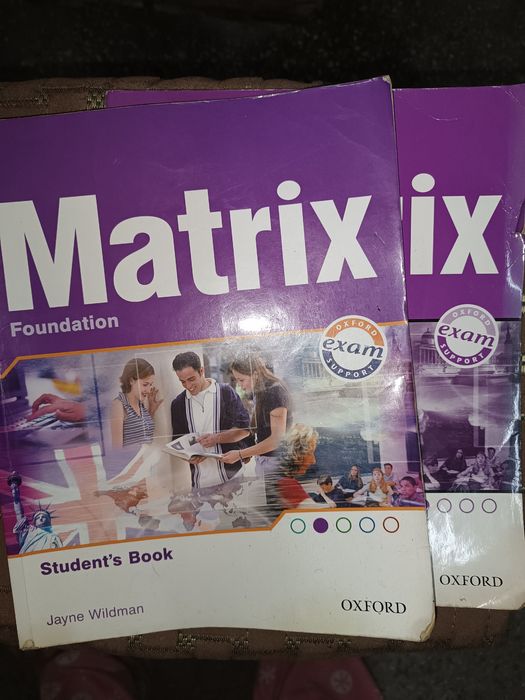 Matrix
Foundation
OXFORD
exam
SUPPORT
Student's Book
Jayne Wildman
OXFORD
ix
OXFORD
exam
SUPPORT
OXFORD